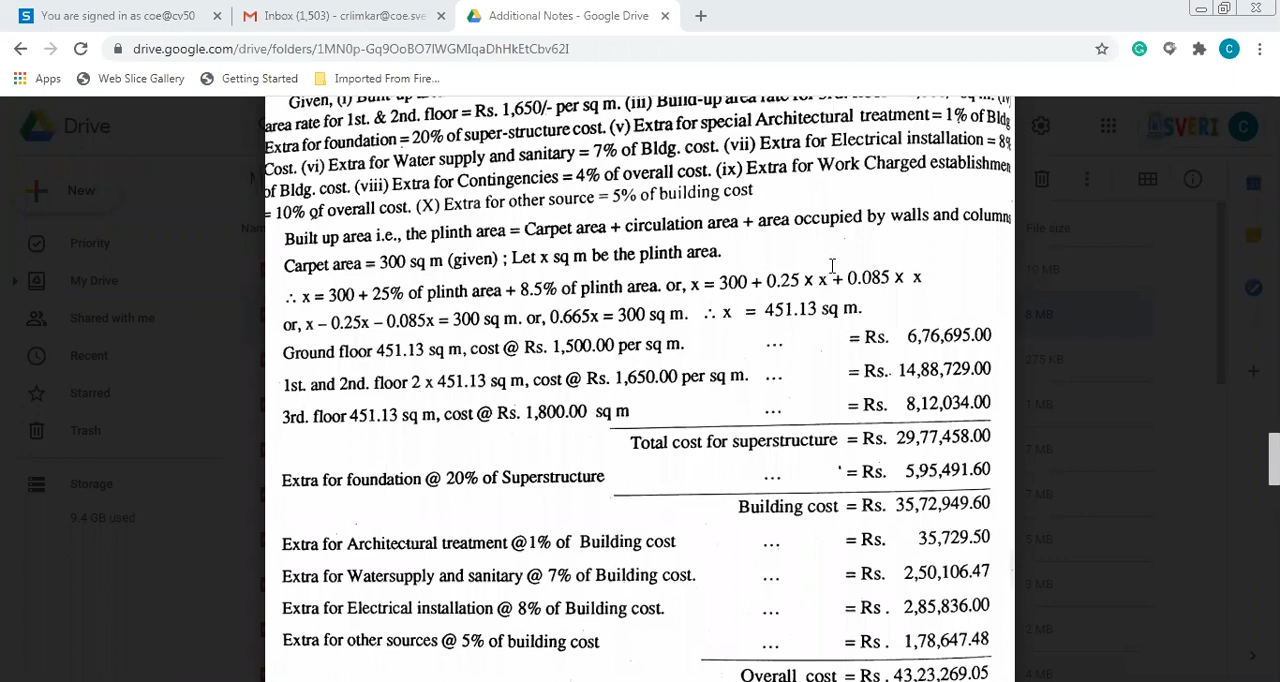 You are signed in as coe@cv50
Inbox (1,503) - crlimkar@coe.sve
Additional Notes - Google Drive
drive.google.com/drive/folders/1MN0p-Gq9OoBO7lWGMIqaDhHkEtCbv62I
Apps
Web Slice Gallery
Getting Started
Imported From Fire...
Drive
SVERI
C
New
Priority
My Drive
Shared with me
Recent
Starred
Trash
Storage
9.4 GB used
File size
area rate for 1st. & 2nd. floor = Rs. 1,650/- per sq m. (iii) Build-up area rate for
Extra for foundation = 20% of super-structure cost. (v) Extra for special Architectural treatment = 1% of Bldg
Cost. (vi) Extra for Water supply and sanitary = 7% of Bldg. cost. (vii) Extra for Electrical installation = 8%
of Bldg. cost. (viii) Extra for Contingencies = 4% of overall cost. (ix) Extra for Work Charged establishmen
= 10% of overall cost. (X) Extra for other source = 5% of building cost
Built up area i.e., the plinth area = Carpet area + circulation area + area occupied by walls and columns
Carpet area = 300 sq m (given) ; Let x sq m be the plinth area.
∴ x = 300 + 25% of plinth area + 8.5% of plinth area. or, x = 300 + 0.25 x x + 0.085 x x
or, x – 0.25x – 0.085x = 300 sq m. or, 0.665x = 300 sq m. ∴ x = 451.13 sq m.
Ground floor 451.13 sq m, cost @ Rs. 1,500.00 per sq m. ... = Rs. 6,76,695.00
1st. and 2nd. floor 2 x 451.13 sq m, cost @ Rs. 1,650.00 per sq m. ... = Rs. 14,88,729.00
3rd. floor 451.13 sq m, cost @ Rs. 1,800.00 sq m ... = Rs. 8,12,034.00
Total cost for superstructure = Rs. 29,77,458.00
Extra for foundation @ 20% of Superstructure ... = Rs. 5,95,491.60
Building cost = Rs. 35,72,949.60
Extra for Architectural treatment @1% of Building cost ... = Rs. 35,729.50
Extra for Watersupply and sanitary @ 7% of Building cost. ... = Rs. 2,50,106.47
Extra for Electrical installation @ 8% of Building cost. ... = Rs . 2,85,836.00
Extra for other sources @ 5% of building cost ... = Rs . 1,78,647.48
Overall cost = Rs . 43,23,269.05